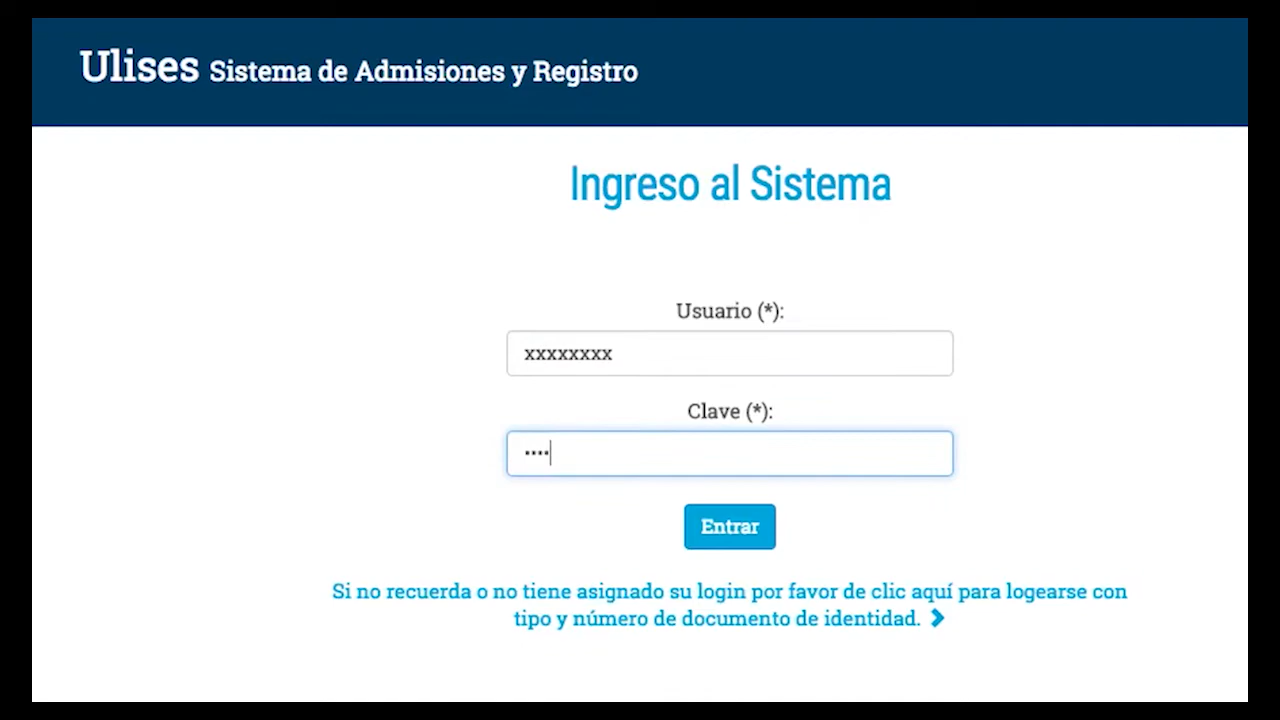 Ulises Sistema de Admisiones y Registro
Ingreso al Sistema
Usuario (*):
xxxxxxxx
Clave (*):
••••
Entrar
Si no recuerda o no tiene asignado su login por favor de clic aquí para logearse con
tipo y número de documento de identidad.